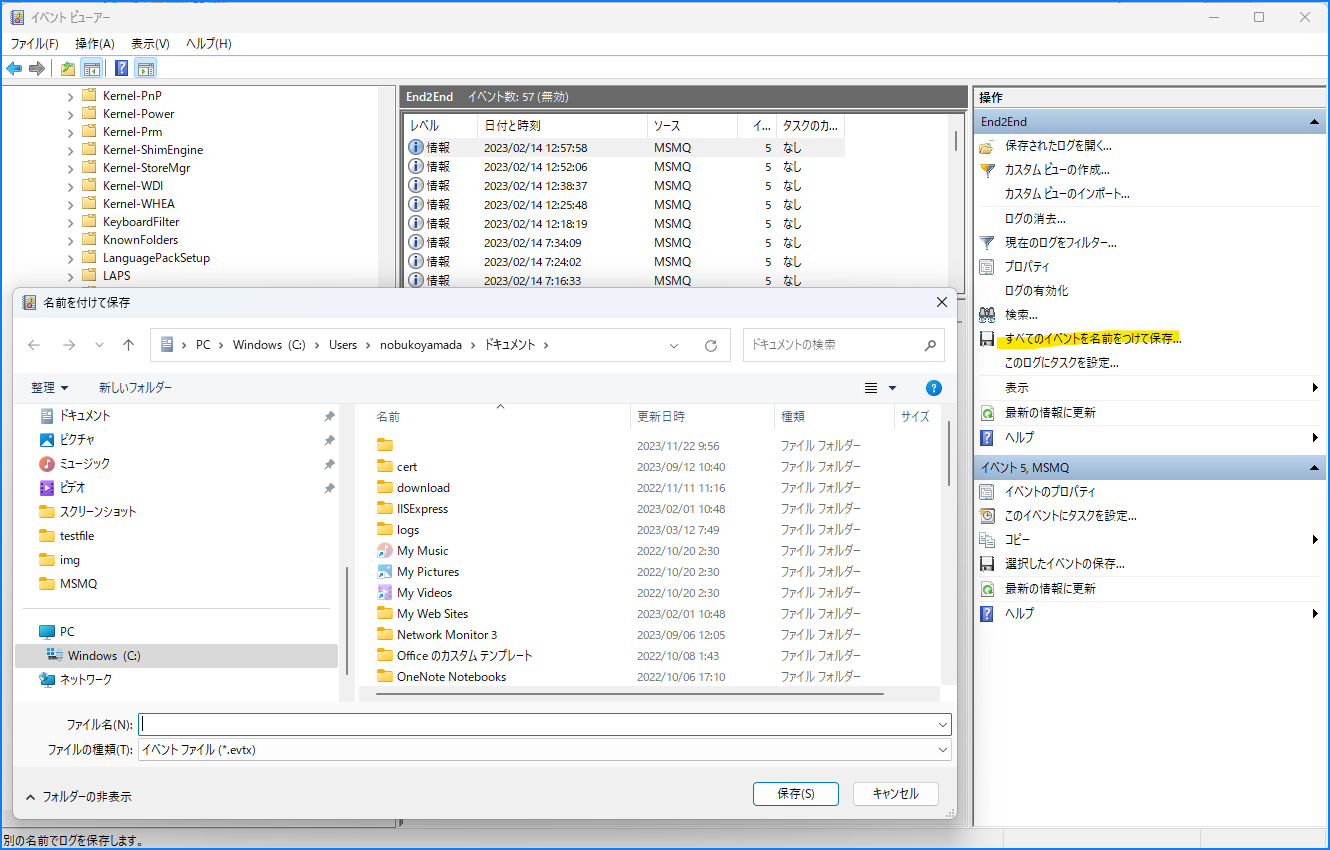 イベント ビューアー
ファイル(F) 操作(A) 表示(V) ヘルプ(H)
Kernel-PnP
Kernel-Power
Kernel-Prm
Kernel-ShimEngine
Kernel-StoreMgr
Kernel-WDI
Kernel-WHEA
KeyboardFilter
KnownFolders
LanguagePackSetup
LAPS
End2End イベント数: 57 (無効)
レベル 日付と時刻 ソース イ... タスクのカ...
情報 2023/02/14 12:57:58 MSMQ 5 なし
情報 2023/02/14 12:52:06 MSMQ 5 なし
情報 2023/02/14 12:38:37 MSMQ 5 なし
情報 2023/02/14 12:25:48 MSMQ 5 なし
情報 2023/02/14 12:18:19 MSMQ 5 なし
情報 2023/02/14 7:34:09 MSMQ 5 なし
情報 2023/02/14 7:24:02 MSMQ 5 なし
情報 2023/02/14 7:16:33 MSMQ 5 なし
操作
End2End
保存されたログを開く...
カスタム ビューの作成...
カスタム ビューのインポート...
ログの消去...
現在のログをフィルター...
プロパティ
ログの有効化
検索...
すべてのイベントを名前をつけて保存...
このログにタスクを設定...
表示
最新の情報に更新
ヘルプ
イベント 5, MSMQ
イベントのプロパティ
このイベントにタスクを設定...
コピー
選択したイベントの保存...
最新の情報に更新
ヘルプ
名前を付けて保存
PC Windows (C:) Users nobukoyamada ドキュメント
ドキュメントの検索
整理 新しいフォルダー
ドキュメント
ピクチャ
ミュージック
ビデオ
スクリーンショット
testfile
img
MSMQ
PC
Windows (C:)
ネットワーク
名前 更新日時 種類 サイズ
2023/11/22 9:56 ファイル フォルダー
cert 2023/09/12 10:40 ファイル フォルダー
download 2022/11/11 11:16 ファイル フォルダー
IISExpress 2023/02/01 10:48 ファイル フォルダー
logs 2023/03/12 7:49 ファイル フォルダー
My Music 2022/10/20 2:30 ファイル フォルダー
My Pictures 2022/10/20 2:30 ファイル フォルダー
My Videos 2022/10/20 2:30 ファイル フォルダー
My Web Sites 2023/02/01 10:48 ファイル フォルダー
Network Monitor 3 2023/09/06 12:05 ファイル フォルダー
Office のカスタム テンプレート 2022/10/08 1:43 ファイル フォルダー
OneNote Notebooks 2022/10/06 17:10 ファイル フォルダー
ファイル名(N):
ファイルの種類(T): イベント ファイル (*.evtx)
フォルダーの非表示
保存(S) キャンセル
別の名前でログを保存します。